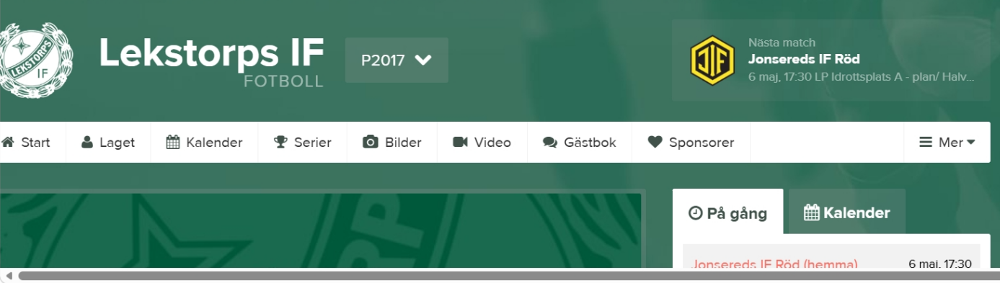 LEKSTORPS
IF
Lekstorps IF
FOTBOLL
P2017
JIF
Nästa match
Jonsereds IF Röd
6 maj, 17:30 LP Idrottsplats A - plan/ Halv...
Start
Laget
Kalender
Serier
Bilder
Video
Gästbok
Sponsorer
Mer
På gång
Kalender
Jonsereds IF Röd (hemma)
6 maj, 17:30